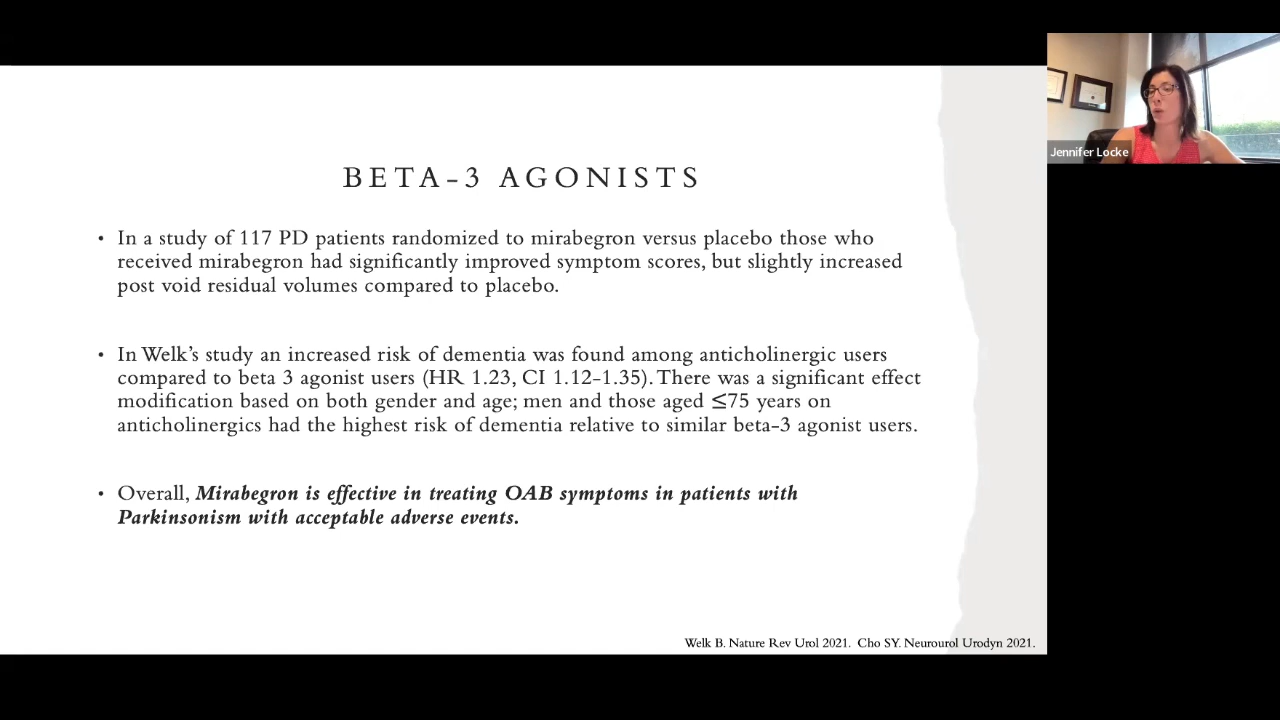 Jennifer Locke
BETA-3 AGONISTS
• In a study of 117 PD patients randomized to mirabegron versus placebo those who
received mirabegron had significantly improved symptom scores, but slightly increased
post void residual volumes compared to placebo.
• In Welk's study an increased risk of dementia was found among anticholinergic users
compared to beta 3 agonist users (HR 1.23, CI 1.12-1.35). There was a significant effect
modification based on both gender and age; men and those aged ≤75 years on
anticholinergics had the highest risk of dementia relative to similar beta-3 agonist users.
• Overall, Mirabegron is effective in treating OAB symptoms in patients with
Parkinsonism with acceptable adverse events.
Welk B. Nature Rev Urol 2021. Cho SY. Neurourol Urodyn 2021.